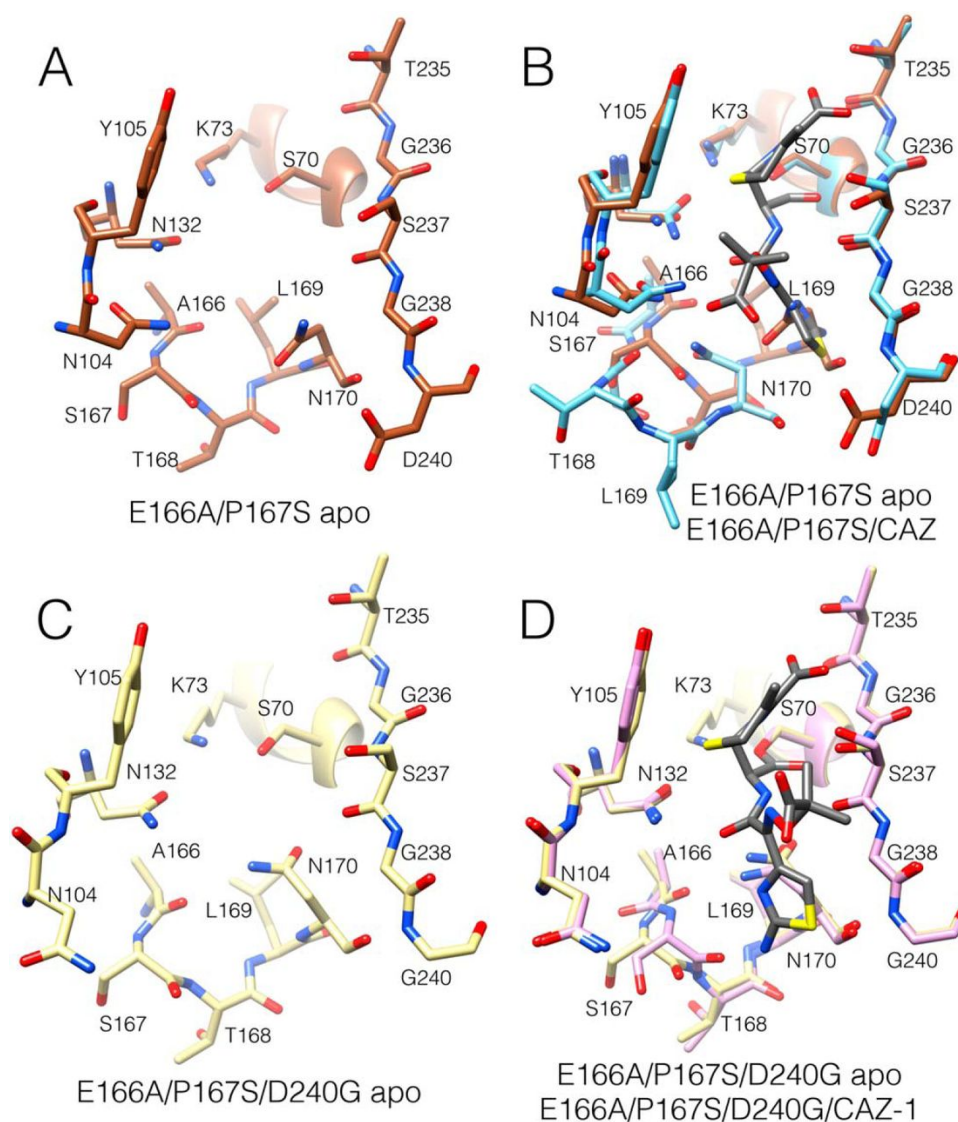 A
T235
Y105
K73
G236
S70
S237
N132
A166
L169
G238
N104
N170
S167
D240
T168
E166A/P167S apo
B
T235
Y105
K73
G236
S70
S237
A166
L169
G238
N104
S167
N170
D240
T168
L169
E166A/P167S apo
E166A/P167S/CAZ
C
T235
Y105
K73
G236
S70
S237
N132
A166
N170
G238
N104
L169
G240
S167
T168
E166A/P167S/D240G apo
D
T235
Y105
K73
G236
S70
S237
N132
A166
G238
N104
L169
N170
G240
S167
T168
E166A/P167S/D240G apo
E166A/P167S/D240G/CAZ-1